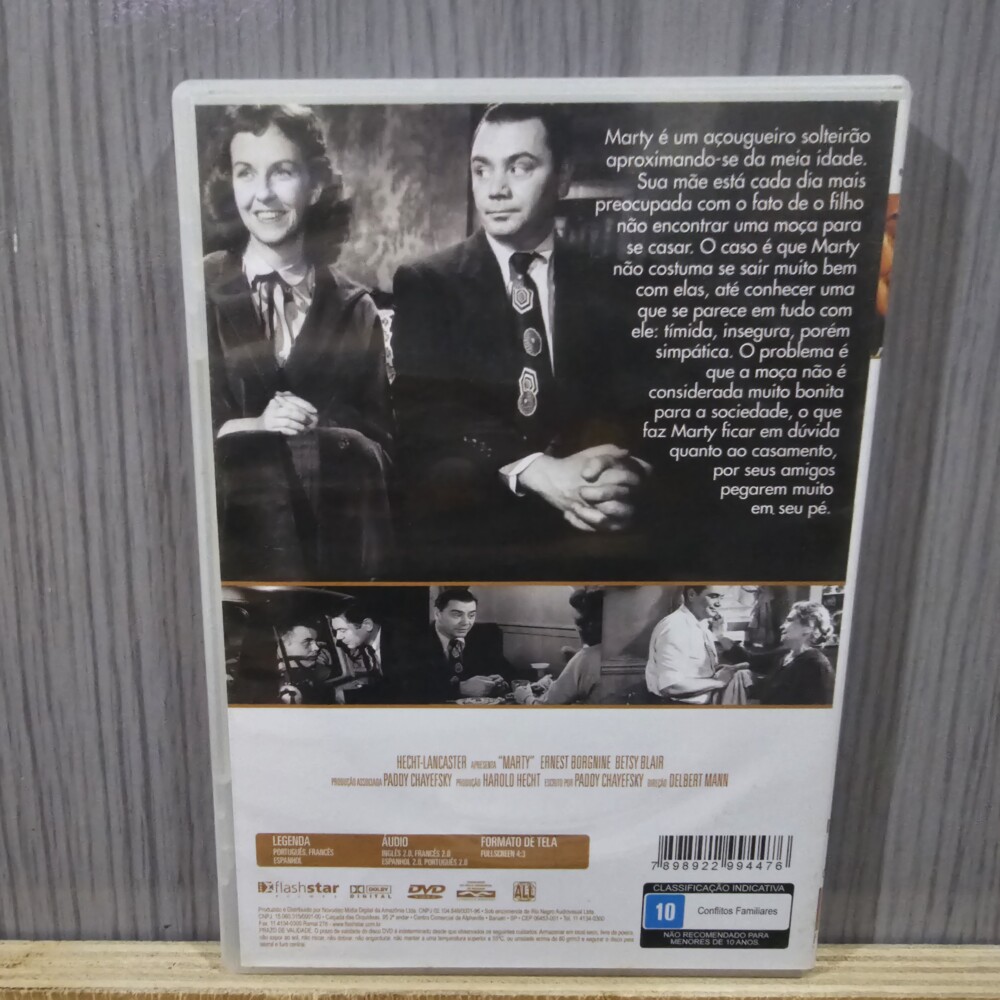 Marty é um açougueiro solteirão
aproximando-se da meia idade.
Sua mãe está cada dia mais
preocupada com o fato de o filho
não encontrar uma moça para
se casar. O caso é que Marty
não costuma se sair muito bem
com elas, até conhecer uma
que se parece em tudo com
ele: tímida, insegura, porém
simpática. O problema é
que a moça não é
considerada muito bonita
para a sociedade, o que
faz Marty ficar em dúvida
quanto ao casamento,
por seus amigos
pegarem muito
em seu pé.
HECHT-LANCASTER APRESENTA "MARTY" ERNEST BORGNINE BETSY BLAIR
PRODUÇÃO ASSOCIADA PADDY CHAYEFSKY PRODUÇÃO HAROLD HECHT ESCRITO POR PADDY CHAYEFSKY DIREÇÃO DELBERT MANN
LEGENDA
PORTUGUÊS, FRANCÊS
ESPANHOL
ÁUDIO
INGLÊS 2.0, FRANCÊS 2.0
ESPANHOL 2.0, PORTUGUÊS 2.0
FORMATO DE TELA
FULLSCREEN 4:3
7 898922 994476
flashstar
DOLBY
DIGITAL
DVD
VIDEO
ALL
CLASSIFICAÇÃO INDICATIVA
10
Conflitos Familiares
NÃO RECOMENDADO PARA
MENORES DE 10 ANOS